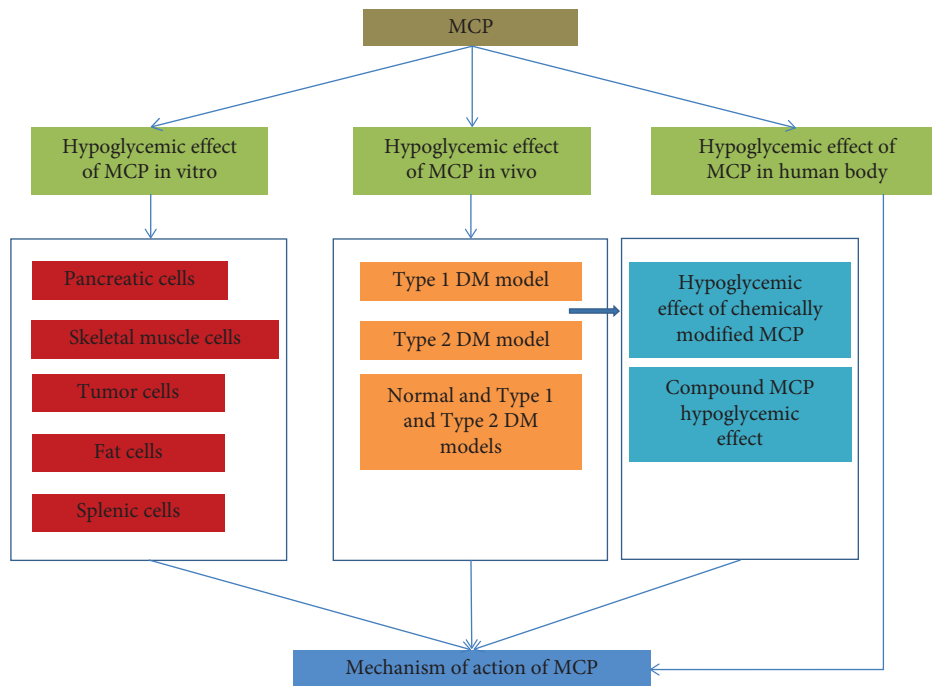 MCP
Hypoglycemic effect
of MCP in vitro
Hypoglycemic effect
of MCP in vivo
Hypoglycemic effect of
MCP in human body
Pancreatic cells
Skeletal muscle cells
Tumor cells
Fat cells
Splenic cells
Type 1 DM model
Type 2 DM model
Normal and Type 1
and Type 2 DM
models
Hypoglycemic
effect of chemically
modified MCP
Compound MCP
hypoglycemic
effect
Mechanism of action of MCP